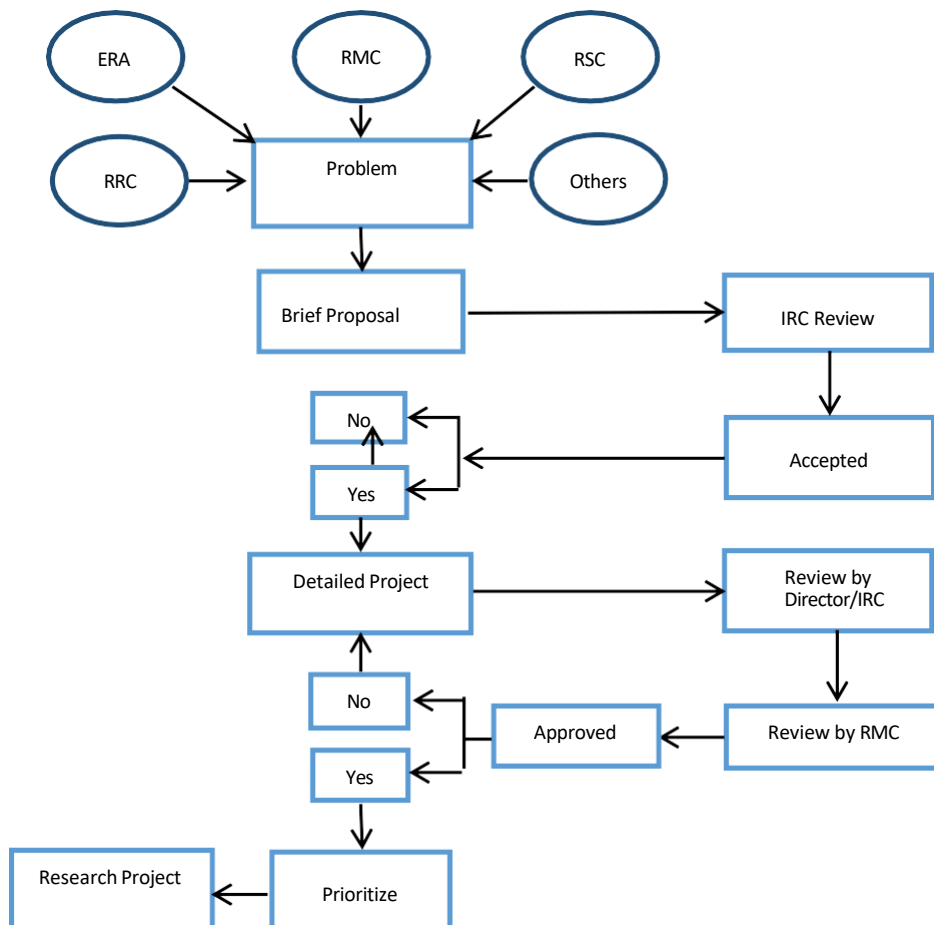 ERA
RMC
RSC
RRC
Problem
Others
Brief Proposal
IRC Review
No
Accepted
Yes
Detailed Project
Review by
Director/IRC
No
Approved
Review by RMC
Yes
Research Project
Prioritize